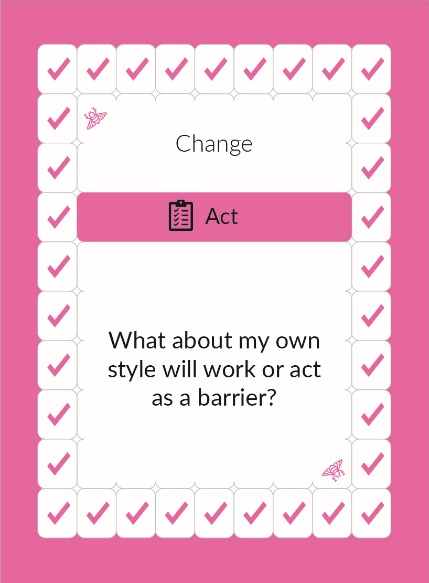 Change
Act
What about my own
style will work or act
as a barrier?